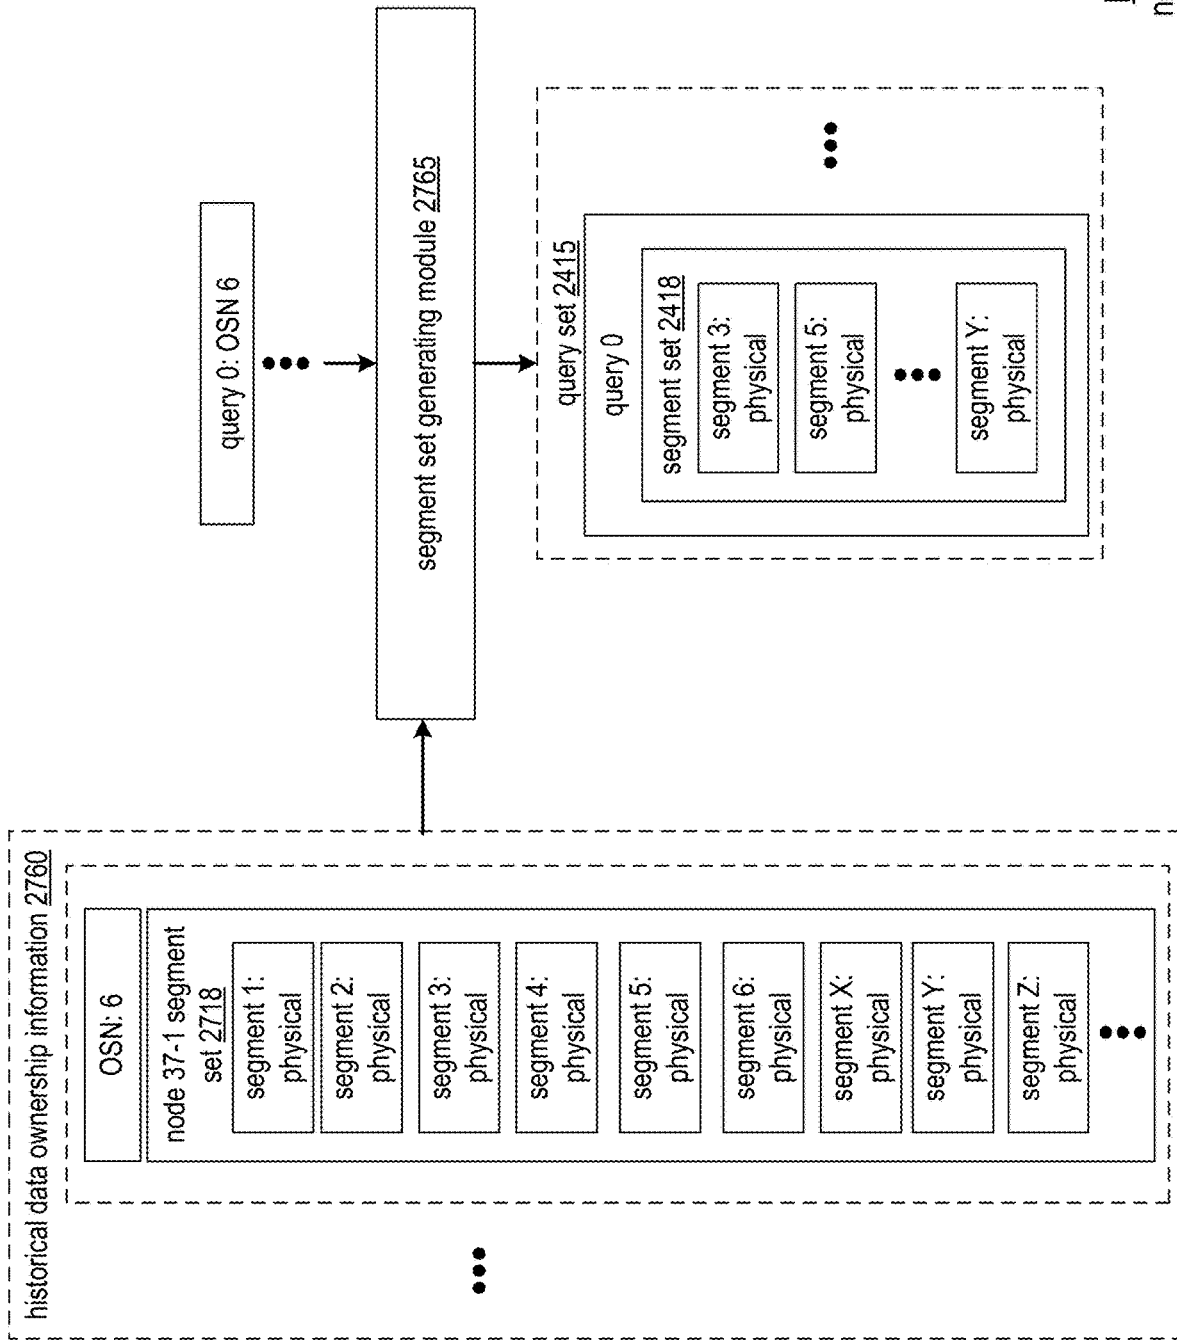 historical data ownership information 2760
OSN: 6
node 37-1 segment
set 2718
segment 1:
physical
segment 2:
physical
segment 3:
physical
segment 4:
physical
segment 5:
physical
segment 6:
physical
segment X:
physical
segment Y:
physical
segment Z:
physical
query 0: OSN 6
segment set generating module 2765
query set 2415
query 0
segment set 2418
segment 3:
physical
segment 5:
physical
segment Y:
physical